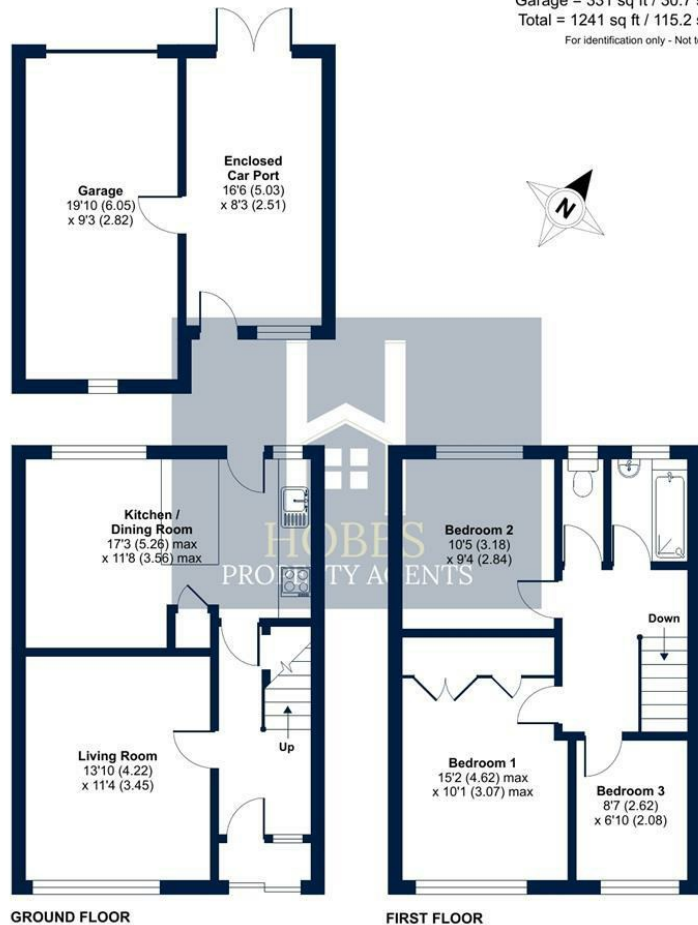 Garage = 331 sq ft / 30.7 s
Total = 1241 sq ft / 115.2 s
For identification only - Not t
Enclosed
Car Port
16'6 (5.03)
x 8'3 (2.51)
Garage
19'10 (6.05)
x 9'3 (2.82)
N
Kitchen /
Dining Room
17'3 (5.26) max
x 11'8 (3.56) max
Bedroom 2
10'5 (3.18)
x 9'4 (2.84)
HOBBS
PROPERTY AGENTS
Down
Living Room
13'10 (4.22)
x 11'4 (3.45)
Up
Bedroom 1
15'2 (4.62) max
x 10'1 (3.07) max
Bedroom 3
8'7 (2.62)
x 6'10 (2.08)
GROUND FLOOR
FIRST FLOOR